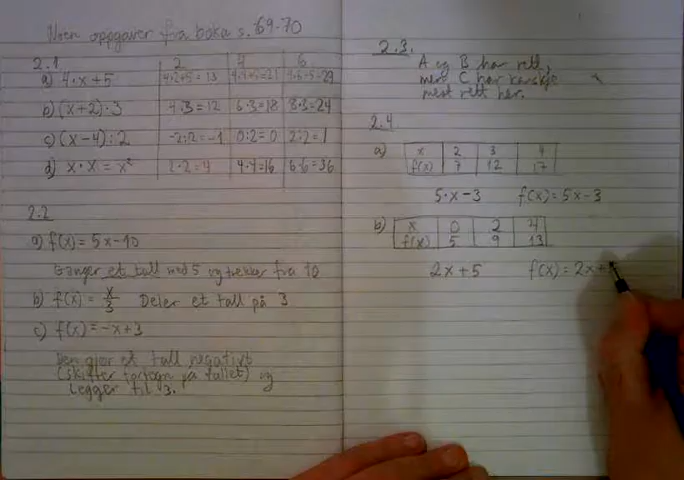 Noen oppgaver fra boka s. 69-70
2.1 2 4 6
a) 4·x+5 4·2+5=13 4·4+5=21 4·6+5=29
b) (x+2)·3 4·3=12 6·3=18 8·3=24
c) (x-4):2 -2:2=-1 0:2=0 2:2=1
d) x·x=x² 2·2=4 4·4=16 6·6=36
2.2
a) f(x)=5x-10
Ganger et tall med 5 og trekker fra 10
b) f(x)=x/3 Deler et tall på 3
c) f(x)=-x+3
Den gjør et tall negativt
(skifter fortegn på tallet) og
legger til 3.
2.3.
A og B har rett,
men C har kanskje
mest rett her.
2.4
a) x 2 3 4
f(x) 7 12 17
5·x-3 f(x)=5x-3
b) x 0 2 4
f(x) 5 9 13
2x+5 f(x)=2x+